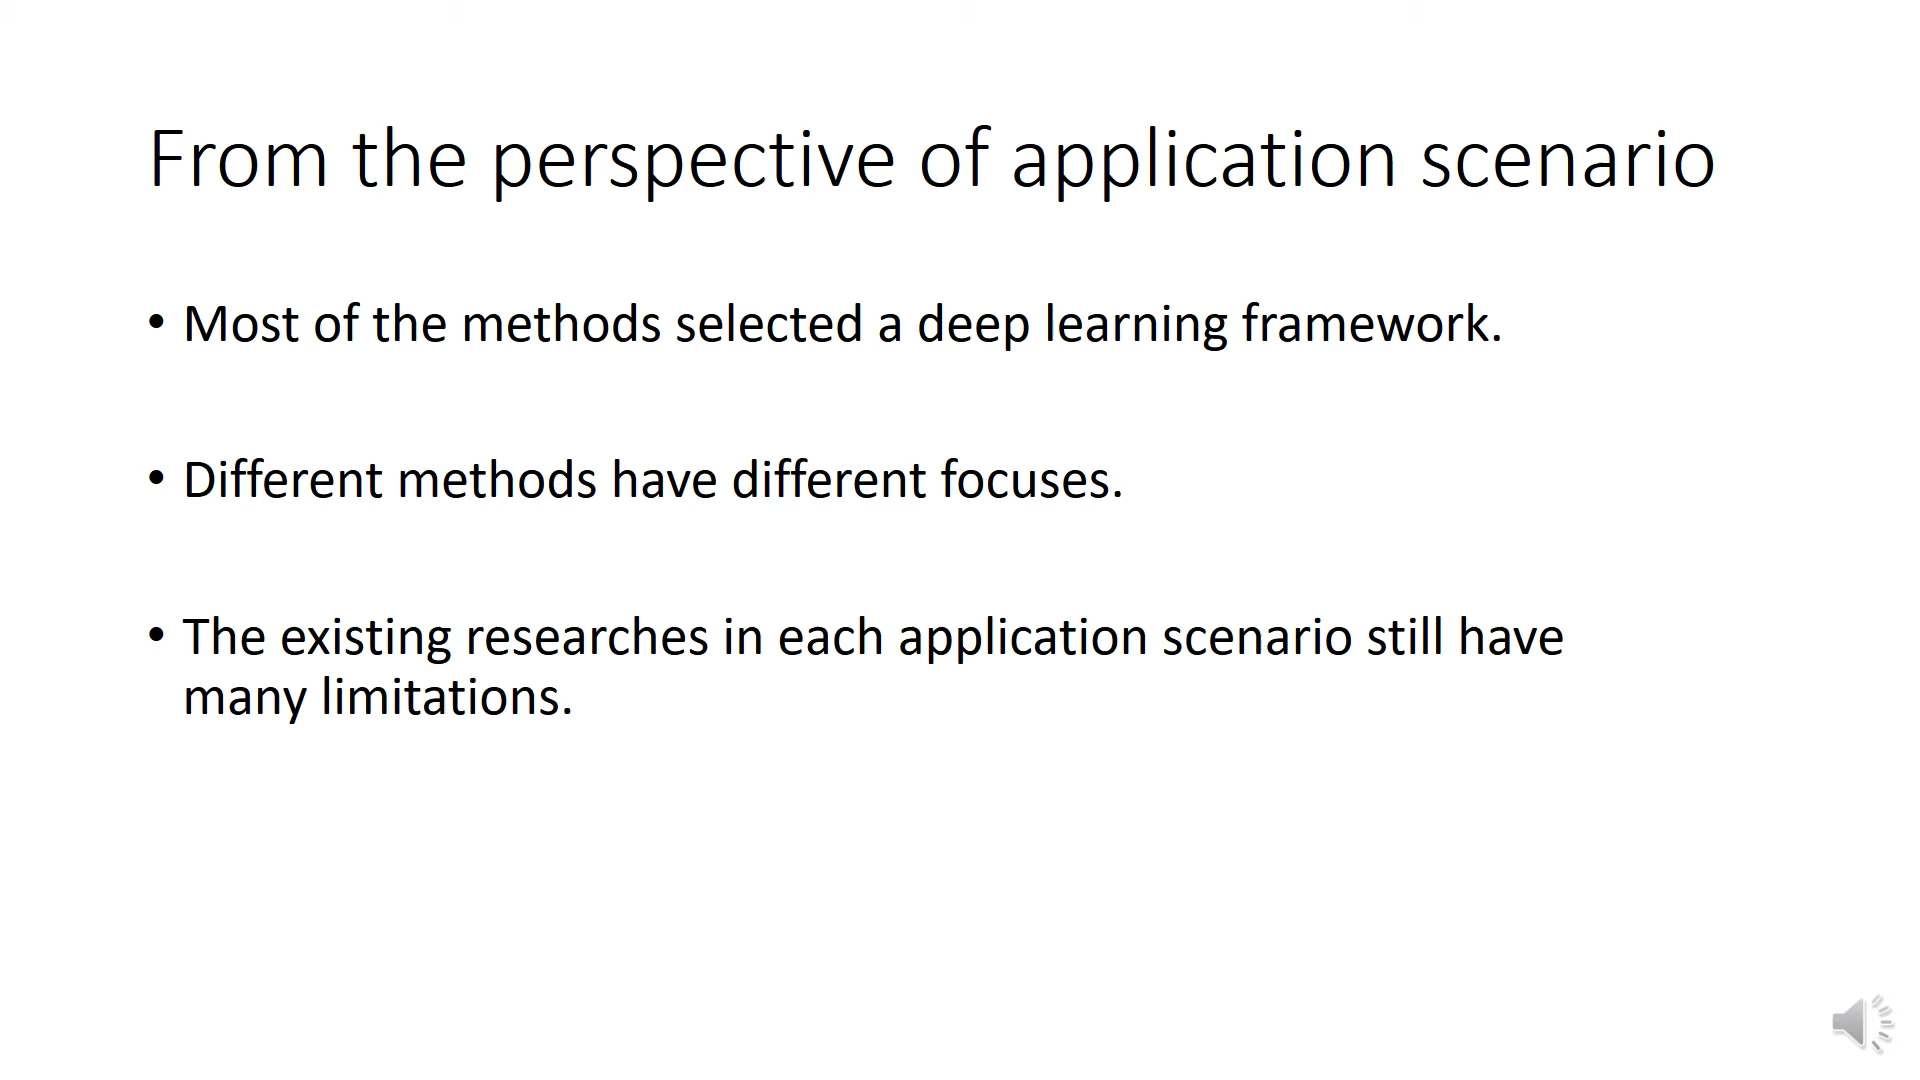 From the perspective of application scenario
• Most of the methods selected a deep learning framework.
• Different methods have different focuses.
• The existing researches in each application scenario still have
many limitations.